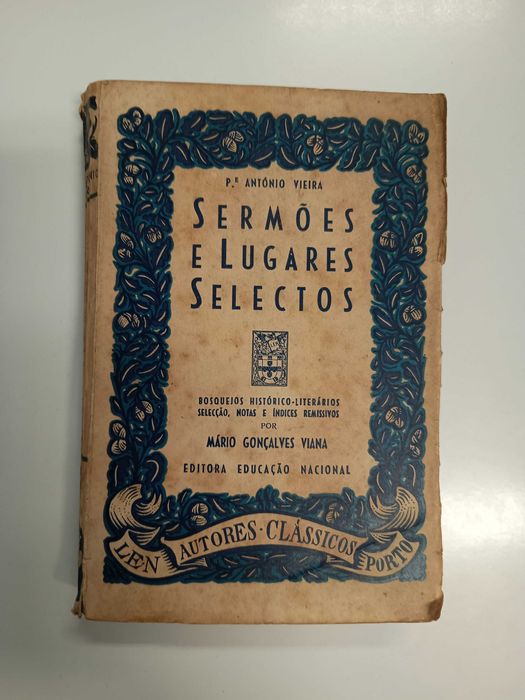 P.E ANTÓNIO VIEIRA
SERMÕES
E LUGARES
SELECTOS
BOSQUEJOS HISTÓRICO-LITERÁRIOS
SELECÇÃO, NOTAS E ÍNDICES REMISSIVOS
POR
MÁRIO GONÇALVES VIANA
EDITORA EDUCAÇÃO NACIONAL
LEN AUTORES · CLÁSSICOS PORTO